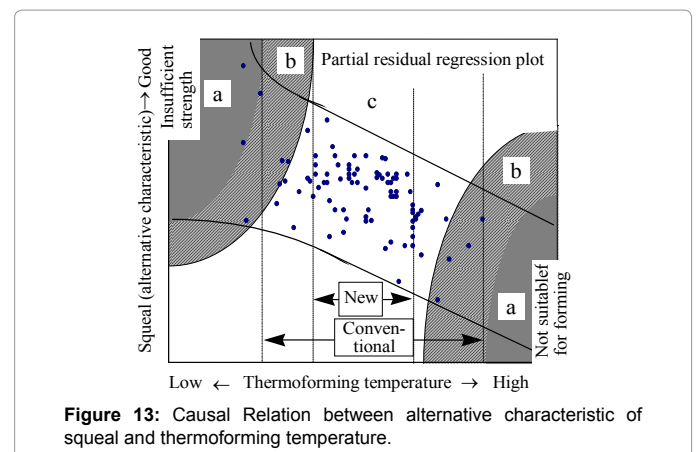 Squeal (alternative characteristic)→ Good
Insufficient
strength
a
b
Partial residual regression plot
c
b
a
New
Conven-
tional
Not suitablef
for forming
Low ← Thermoforming temperature → High
Figure 13: Causal Relation between alternative characteristic of
squeal and thermoforming temperature.